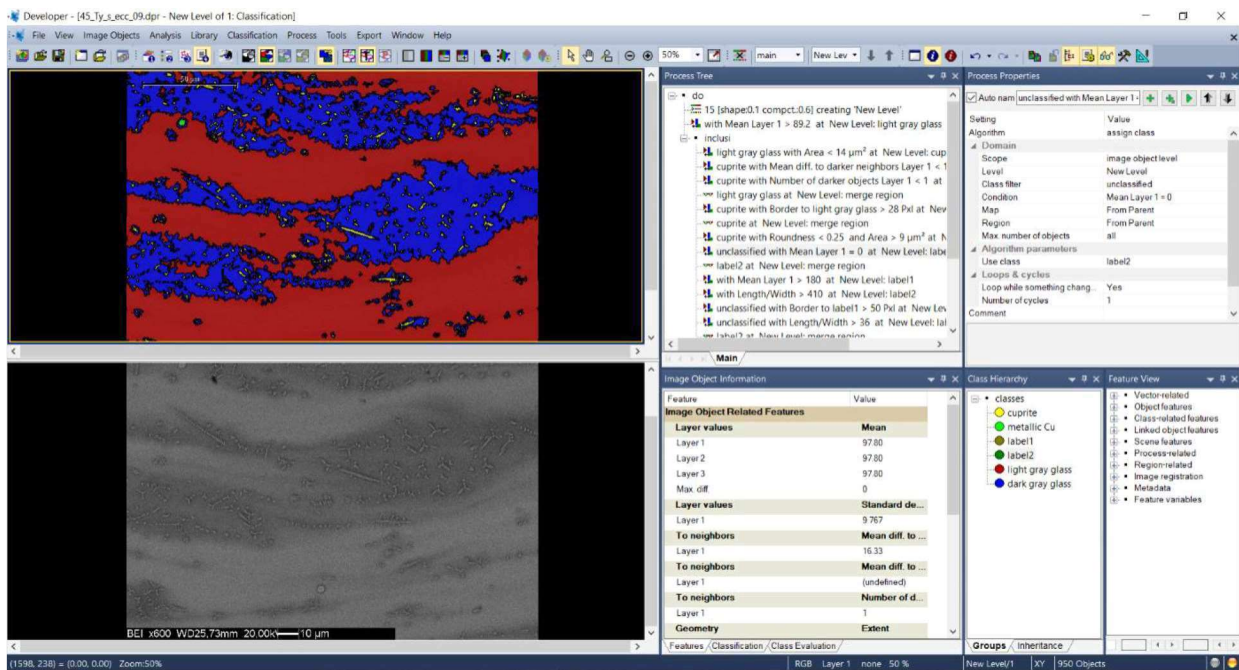 Developer - [45_Ty_s_ecc_09.dpr - New Level of 1: Classification]
File View Image Objects Analysis Library Classification Process Tools Export Window Help
50% main New Lev
50 µm
Process Tree
do
15 [shape:0.1 compct.:0.6] creating 'New Level'
with Mean Layer 1 > 89.2 at New Level: light gray glass
inclusi
light gray glass with Area < 14 µm² at New Level: cup
cuprite with Mean diff. to darker neighbors Layer 1 < 1
cuprite with Number of darker objects Layer 1 < 1 at
light gray glass at New Level: merge region
cuprite with Border to light gray glass > 28 Pxl at New
cuprite at New Level: merge region
cuprite with Roundness < 0.25 and Area > 9 µm² at N
unclassified with Mean Layer 1 = 0 at New Level: labe
label2 at New Level: merge region
with Mean Layer 1 > 180 at New Level: label1
with Length/Width > 410 at New Level: label2
unclassified with Border to label1 > 50 Pxl at New Lev
unclassified with Length/Width > 36 at New Level: lal
label2 at New Level: merge region
Main
Process Properties
Auto nam unclassified with Mean Layer 1
Setting Value
Algorithm assign class
Domain
Scope image object level
Level New Level
Class filter unclassified
Condition Mean Layer 1 = 0
Map From Parent
Region From Parent
Max. number of objects all
Algorithm parameters
Use class label2
Loops & cycles
Loop while something chang... Yes
Number of cycles 1
Comment
BEI x600 WD25,73mm 20,00kV 10 µm
Image Object Information
Feature Value
Image Object Related Features
Layer values Mean
Layer 1 97.80
Layer 2 97.80
Layer 3 97.80
Max. diff. 0
Layer values Standard de...
Layer 1 9.767
To neighbors Mean diff. to ...
Layer 1 16.33
To neighbors Mean diff. to ...
Layer 1 (undefined)
To neighbors Number of d...
Layer 1 1
Geometry Extent
Features Classification Class Evaluation
Class Hierarchy
classes
cuprite
metallic Cu
label1
label2
light gray glass
dark gray glass
Groups Inheritance
Feature View
Vector-related
Object features
Class-related features
Linked object features
Scene features
Process-related
Region-related
Image registration
Metadata
Feature variables
(1598, 238) = (0.00, 0.00) Zoom:50% RGB Layer 1 none 50 % New Level/1 XY 950 Objects